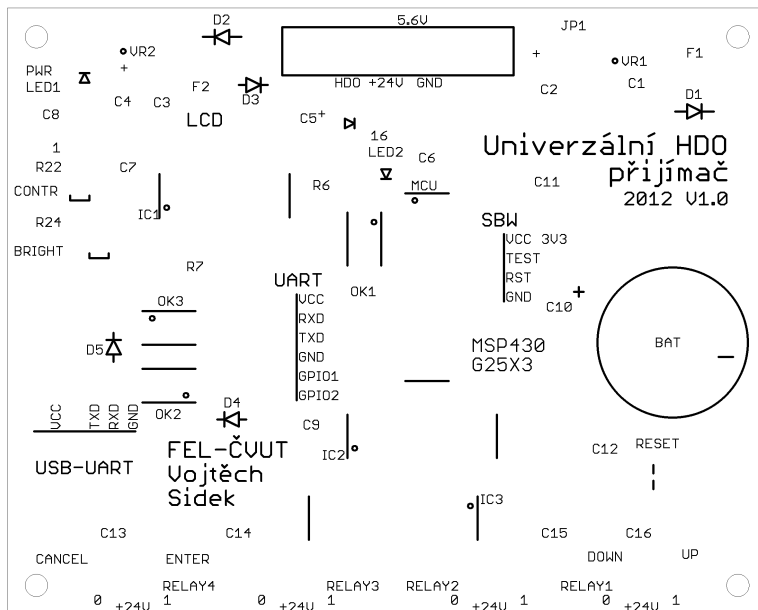 D2
5.6V
JP1
VR2
+
VR1
F1
PWR
LED1
F2
HDO +24V GND
C4
C3
D3
C2
C1
D1
C8
LCD
C5+
16
LED2
Univerzální HDO
přijímač
2012 V1.0
1
R22
C7
C6
MCU
R6
C11
CONTR
IC1
R24
SBW
BRIGHT
VCC 3V3
TEST
RST
GND
R7
UART
OK1
C10
+
OK3
VCC
RXD
TXD
GND
GPIO1
GPIO2
D5
MSP430
G25X3
BAT
OK2
D4
VCC
TXD
RXD
GND
C9
IC2
C12
RESET
USB-UART
FEL-ČVUT
Vojtěch
Sidek
IC3
C13
C14
C15
C16
CANCEL
ENTER
DOWN
UP
RELAY4
RELAY3
RELAY2
RELAY1
0 +24V 1
0 +24V 1
0 +24V 1
0 +24V 1